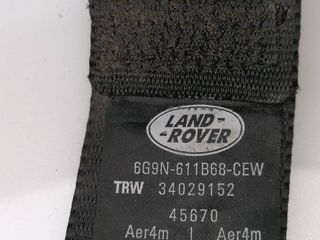 LAND-
ROVER
6G9N-611B68-CEW
TRW 34029152
45670
Aer4m | Aer4m